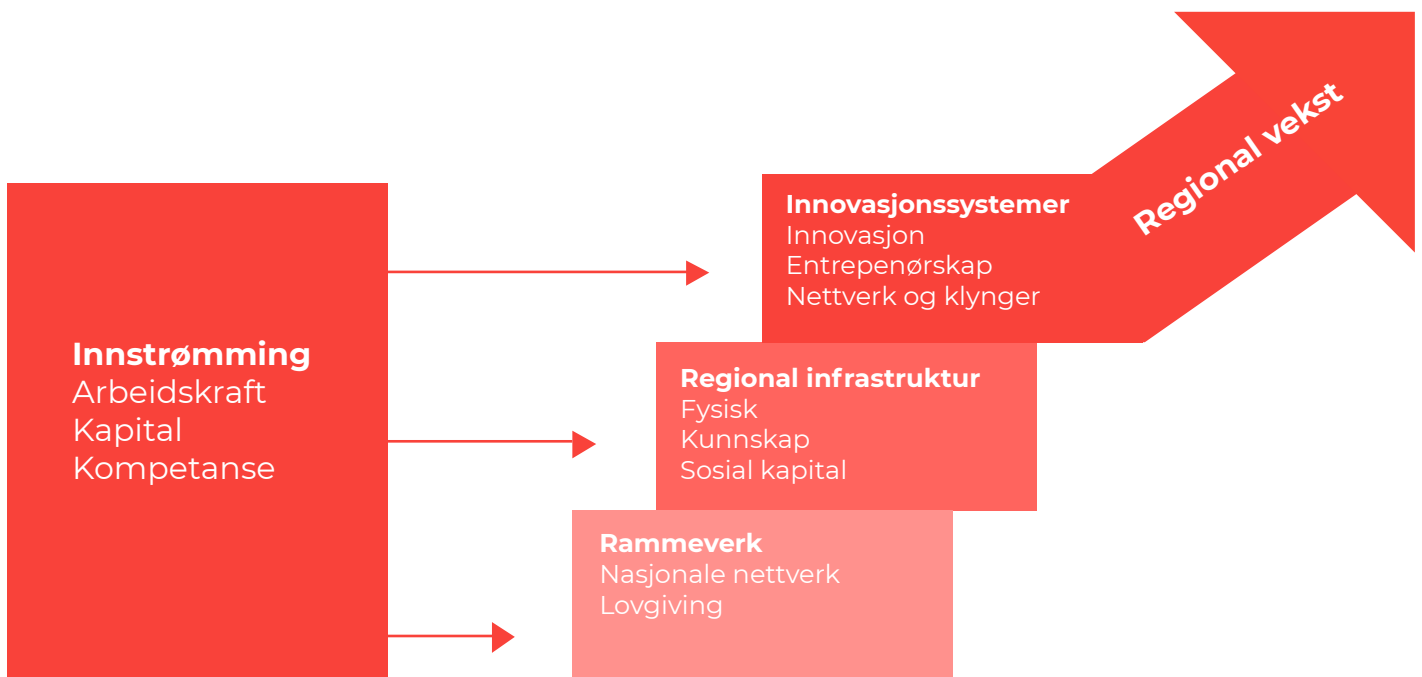 Innstrømming
Arbeidskraft
Kapital
Kompetanse
Innovasjonssystemer
Innovasjon
Entrepenørskap
Nettverk og klynger
Regional vekst
Regional infrastruktur
Fysisk
Kunnskap
Sosial kapital
Rammeverk
Nasjonale nettverk
Lovgiving